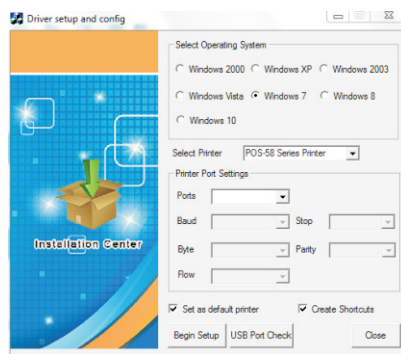 Driver setup and config
Select Operating System
Windows 2000 Windows XP Windows 2003
Windows Vista Windows 7 Windows 8
Windows 10
Select Printer POS-58 Series Printer
Printer Port Settings
Ports
Baud Stop
Byte Parity
Flow
Installation Center
Set as default printer Create Shortcuts
Begin Setup USB Port Check Close